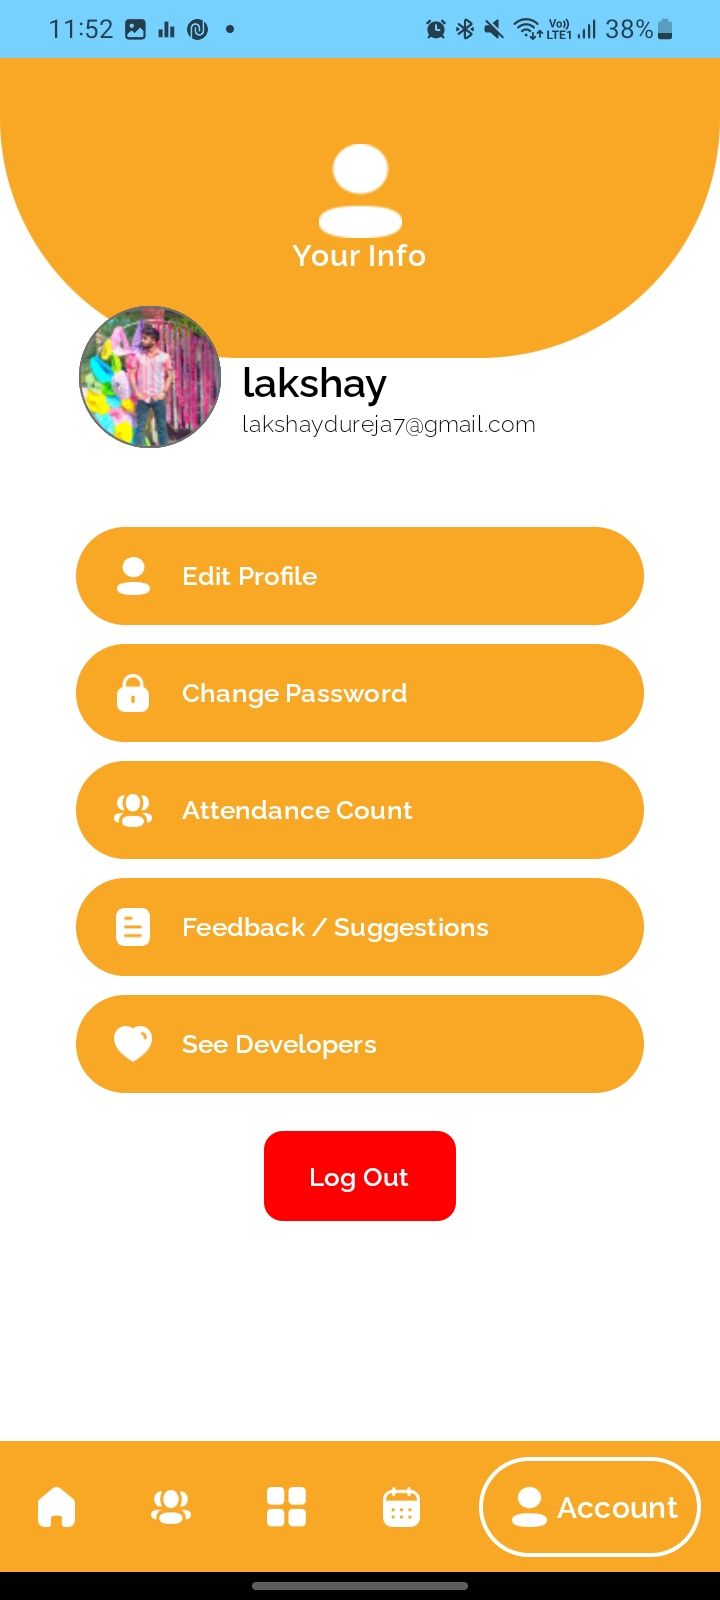 11:52
Vo)) LTE1 38%
Your Info
lakshay
lakshaydureja7@gmail.com
Edit Profile
Change Password
Attendance Count
Feedback / Suggestions
See Developers
Log Out
Account